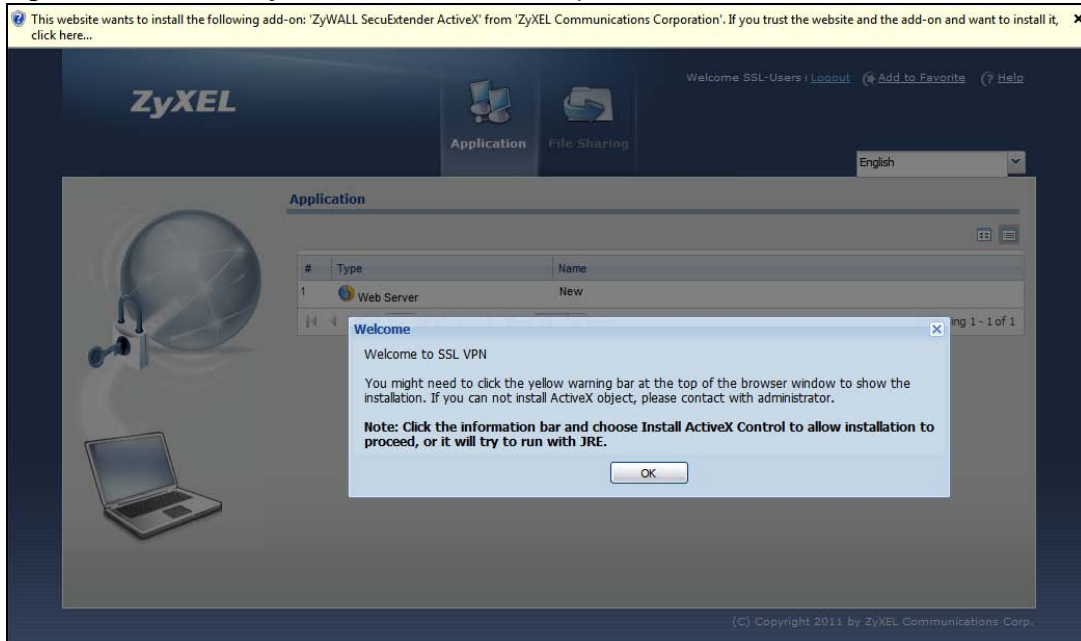 This website wants to install the following add-on: 'ZyWALL SecuExtender ActiveX' from 'ZyXEL Communications Corporation'. If you trust the website and the add-on and want to install it,
click here...
Welcome SSL-Users | Logout Add to Favorite ? Help
ZyXEL
Application File Sharing
English
Application
# Type Name
1 Web Server New
ing 1 - 1 of 1
Welcome
Welcome to SSL VPN
You might need to click the yellow warning bar at the top of the browser window to show the
installation. If you can not install ActiveX object, please contact with administrator.
Note: Click the information bar and choose Install ActiveX Control to allow installation to
proceed, or it will try to run with JRE.
OK
(C) Copyright 2011 by ZyXEL Communications Corp.